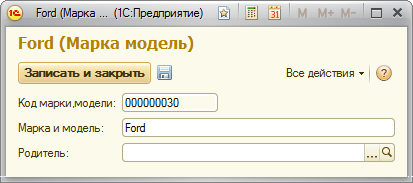 Ford (Марка ... (1С:Предприятие)
31 M M+ M-
Ford (Марка модель)
Записать и закрыть
Все действия
?
Код марки,модели: 000000030
Марка и модель: Ford
Родитель: ...